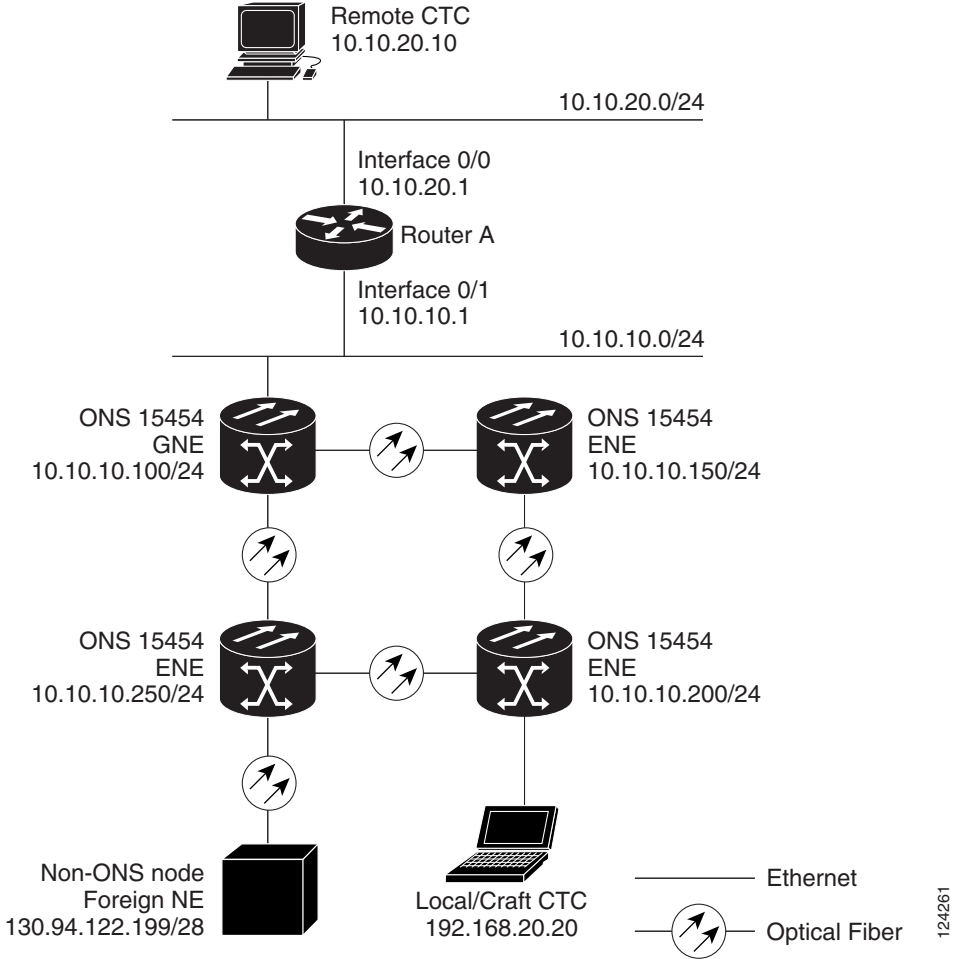 Remote CTC
10.10.20.10
10.10.20.0/24
Interface 0/0
10.10.20.1
Router A
Interface 0/1
10.10.10.1
10.10.10.0/24
ONS 15454
GNE
10.10.10.100/24
ONS 15454
ENE
10.10.10.150/24
ONS 15454
ENE
10.10.10.250/24
ONS 15454
ENE
10.10.10.200/24
Non-ONS node
Foreign NE
130.94.122.199/28
Local/Craft CTC
192.168.20.20
Ethernet
Optical Fiber
124261